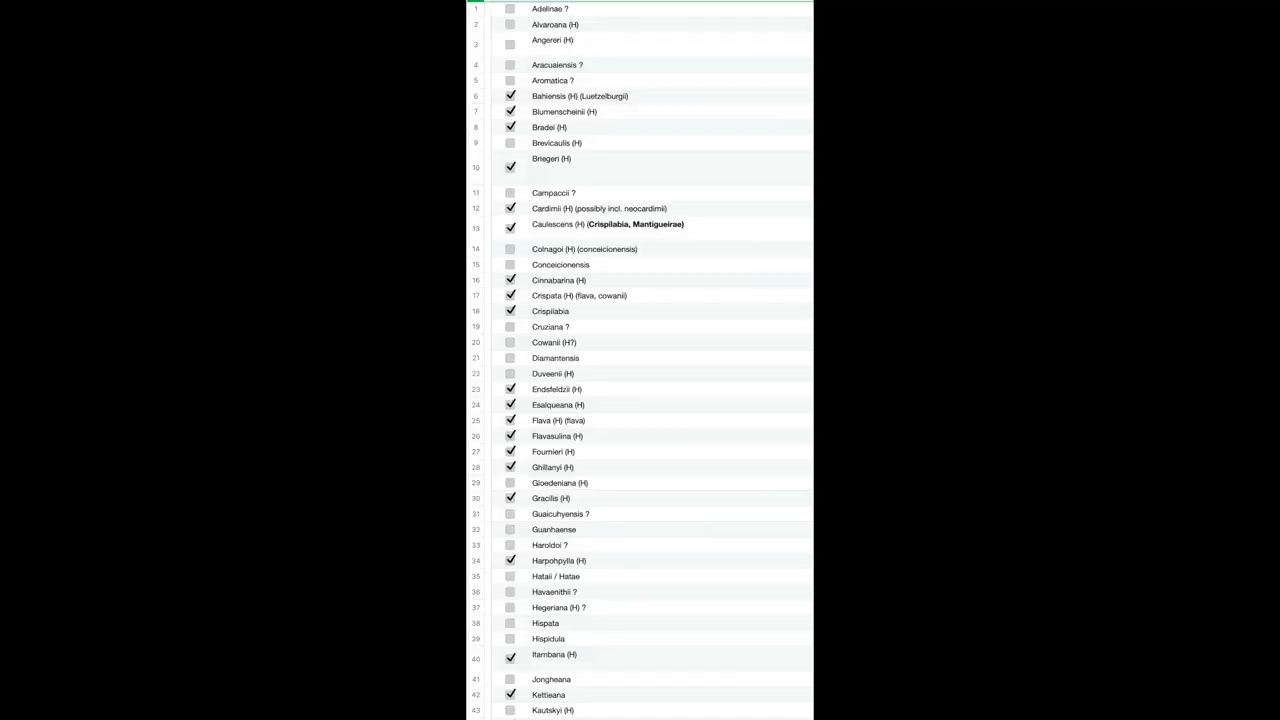 1 Adelinae ?
2 Alvaroana (H)
3 Angereri (H)
4 Aracuaiensis ?
5 Aromatica ?
6 Bahiensis (H) (Luetzelburgii)
7 Blumenscheinii (H)
8 Bradei (H)
9 Brevicaulis (H)
10 Briegeri (H)
11 Campaccii ?
12 Cardimii (H) (possibly incl. neocardimii)
13 Caulescens (H) (Crispilabia, Mantigueirae)
14 Colnagoi (H) (conceicionensis)
15 Conceicionensis
16 Cinnabarina (H)
17 Crispata (H) (flava, cowanii)
18 Crispilabia
19 Cruziana ?
20 Cowanii (H?)
21 Diamantensis
22 Duveenii (H)
23 Endsfeldzii (H)
24 Esalqueana (H)
25 Flava (H) (flava)
26 Flavasulina (H)
27 Fournieri (H)
28 Ghillanyi (H)
29 Gloedeniana (H)
30 Gracilis (H)
31 Guaicuhyensis ?
32 Guanhaense
33 Haroldoi ?
34 Harpohpylla (H)
35 Hataii / Hatae
36 Havaenithii ?
37 Hegeriana (H) ?
38 Hispata
39 Hispidula
40 Itambana (H)
41 Jongheana
42 Kettieana
43 Kautskyi (H)